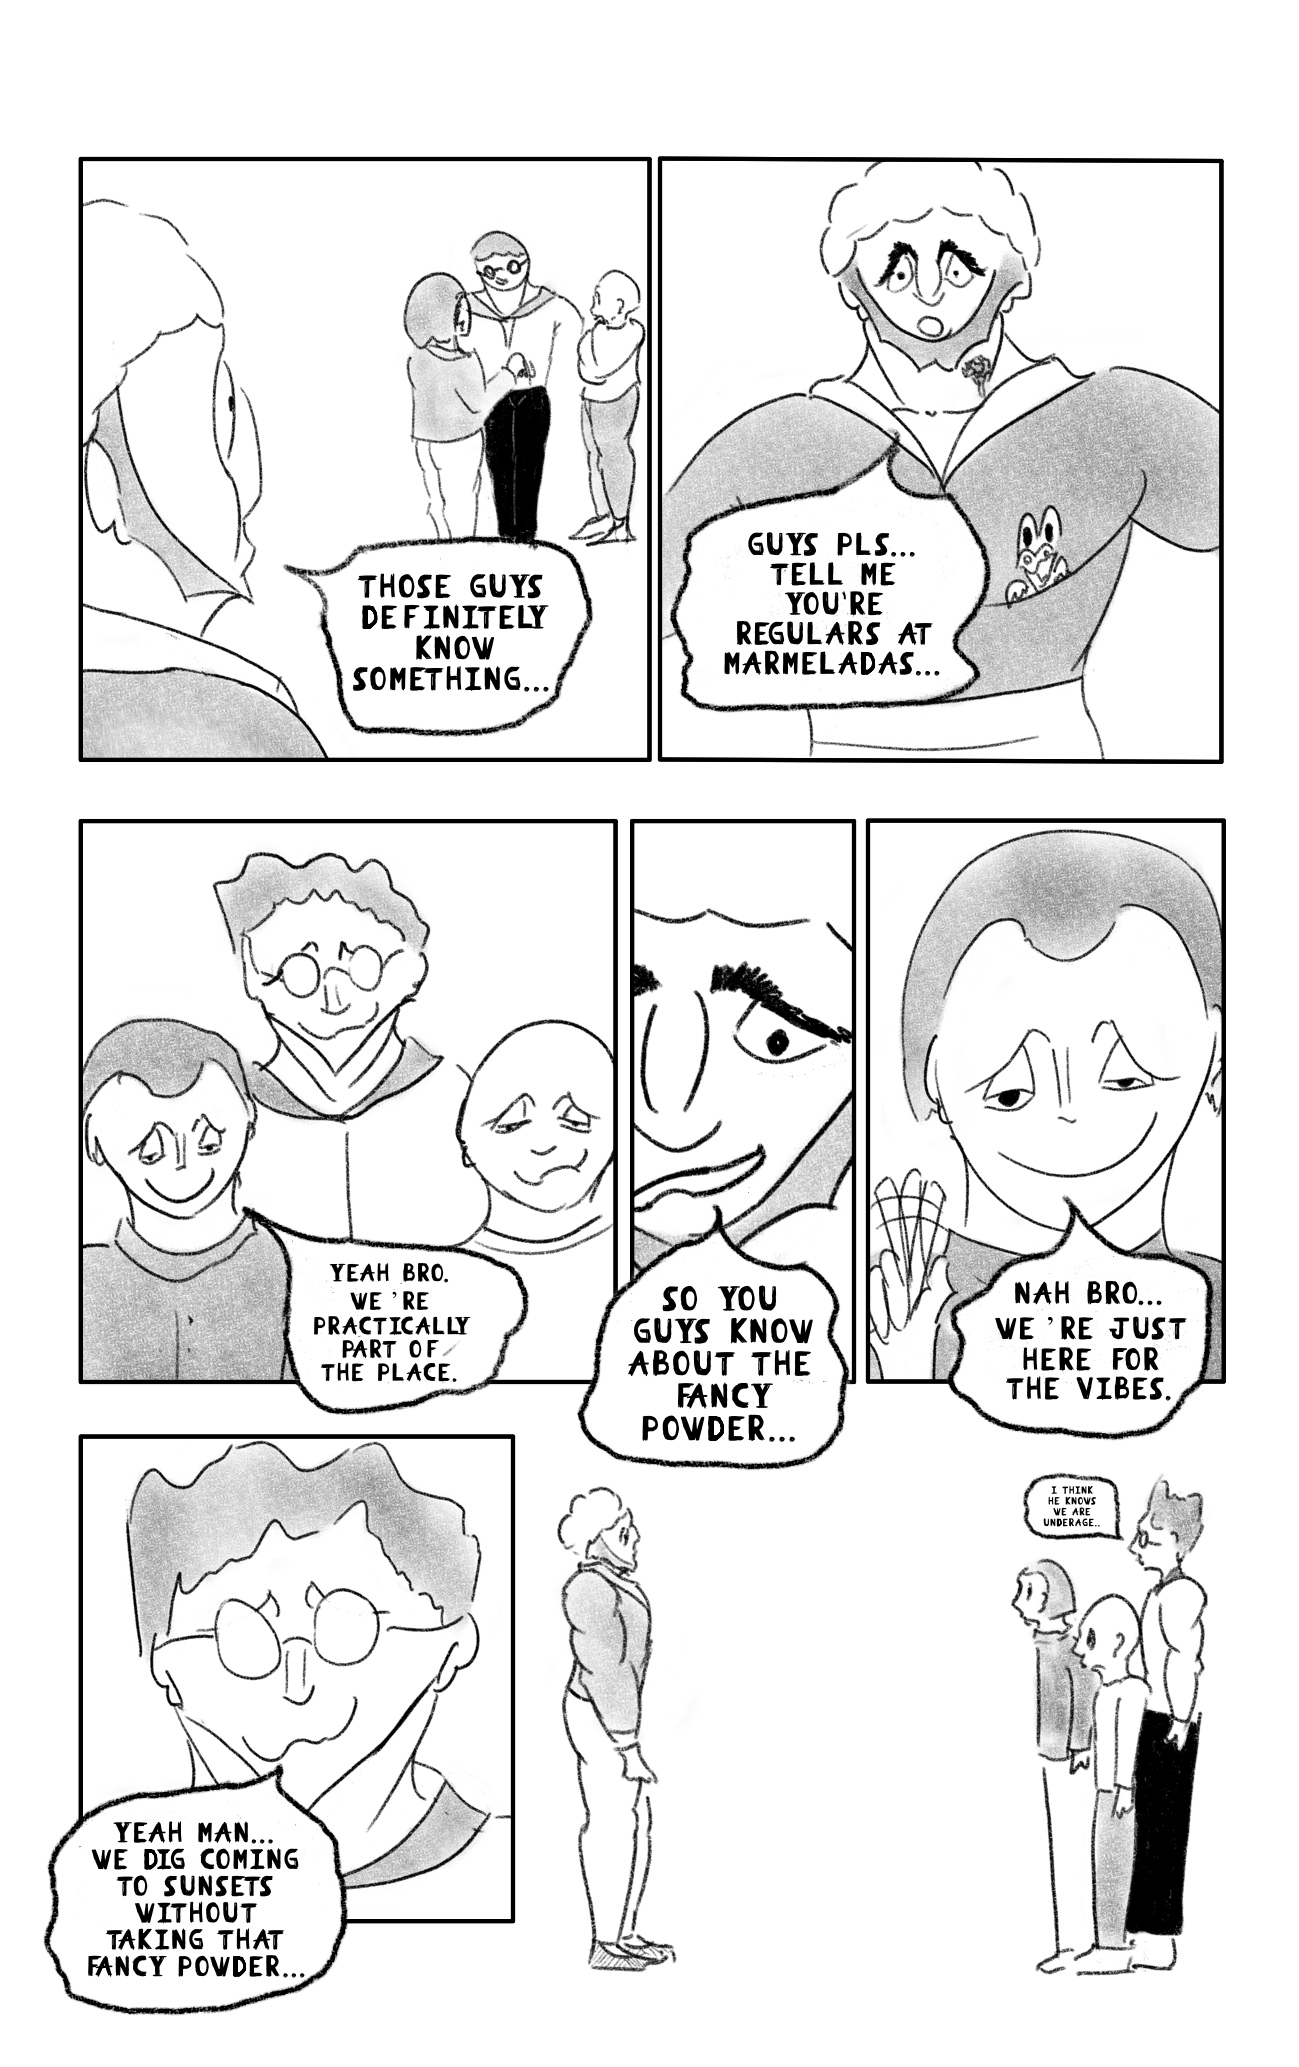 THOSE GUYS
DEFINITELY
KNOW
SOMETHING...
GUYS PLS...
TELL ME
YOU'RE
REGULARS AT
MARMELADAS...
YEAH BRO.
WE'RE
PRACTICALLY
PART OF
THE PLACE.
SO YOU
GUYS KNOW
ABOUT THE
FANCY
POWDER...
NAH BRO...
WE'RE JUST
HERE FOR
THE VIBES.
YEAH MAN...
WE DIG COMING
TO SUNSETS
WITHOUT
TAKING THAT
FANCY POWDER...
I THINK
HE KNOWS
WE ARE
UNDERAGE..